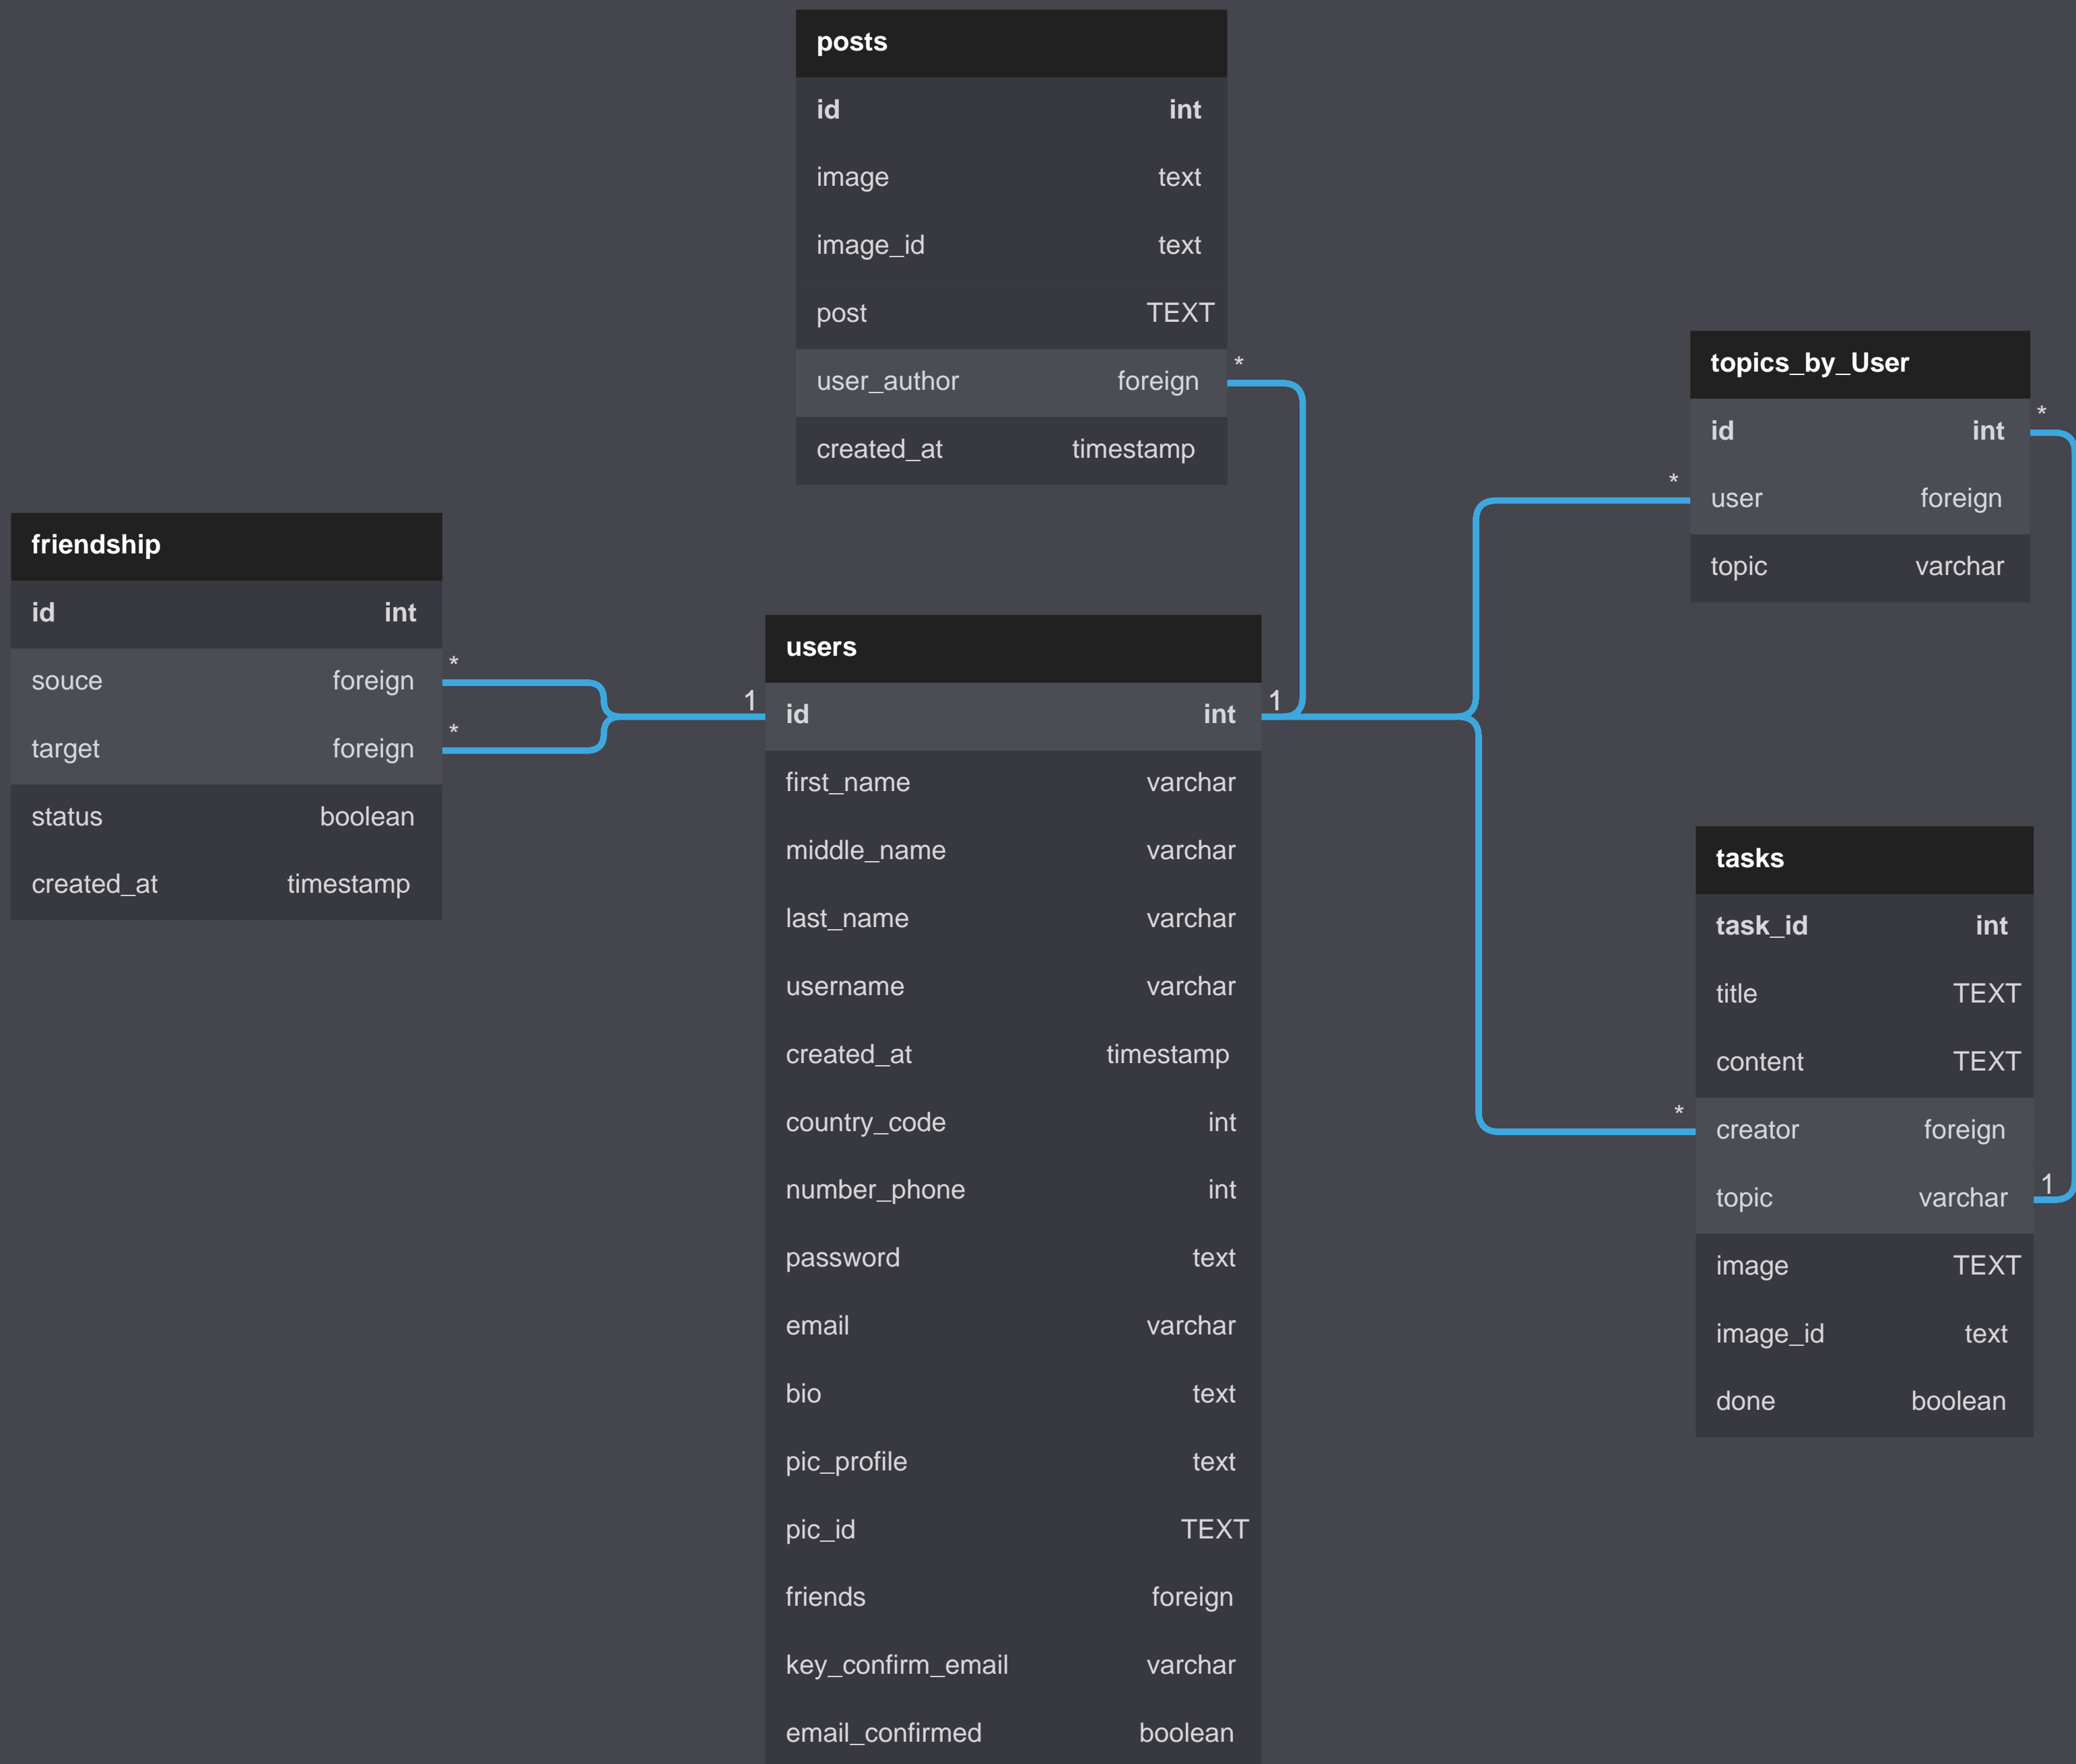 posts
id int
image text
image_id text
post TEXT
user_author foreign
created_at timestamp
*
topics_by_User
id int
user foreign
topic varchar
*
*
friendship
id int
souce foreign
target foreign
status boolean
created_at timestamp
*
*
1
users
id int
first_name varchar
middle_name varchar
last_name varchar
username varchar
created_at timestamp
country_code int
number_phone int
password text
email varchar
bio text
pic_profile text
pic_id TEXT
friends foreign
key_confirm_email varchar
email_confirmed boolean
1
tasks
task_id int
title TEXT
content TEXT
creator foreign
topic varchar
image TEXT
image_id text
done boolean
*
1